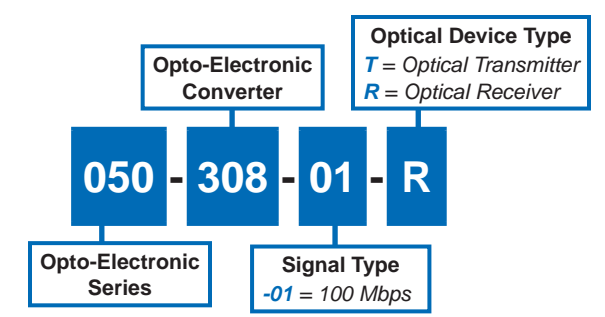 Optical Device Type
T = Optical Transmitter
R = Optical Receiver
Opto-Electronic
Converter
050 - 308 - 01 - R
Opto-Electronic
Series
Signal Type
-01 = 100 Mbps